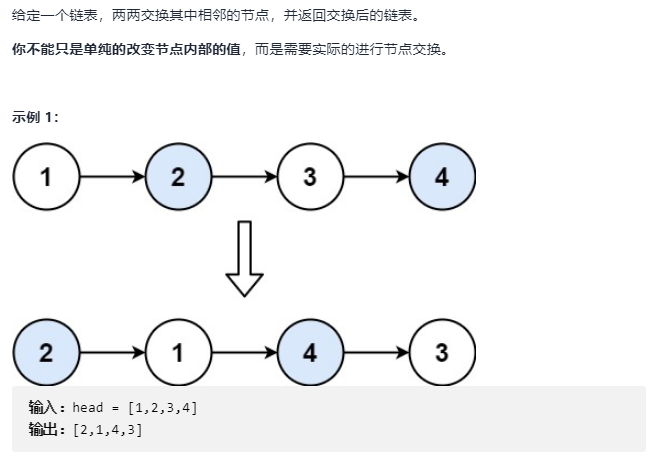 给定一个链表，两两交换其中相邻的节点，并返回交换后的链表。
你不能只是单纯的改变节点内部的值，而是需要实际的进行节点交换。
示例 1：
1 2 3 4
2 1 4 3
输入：head = [1,2,3,4]
输出：[2,1,4,3]